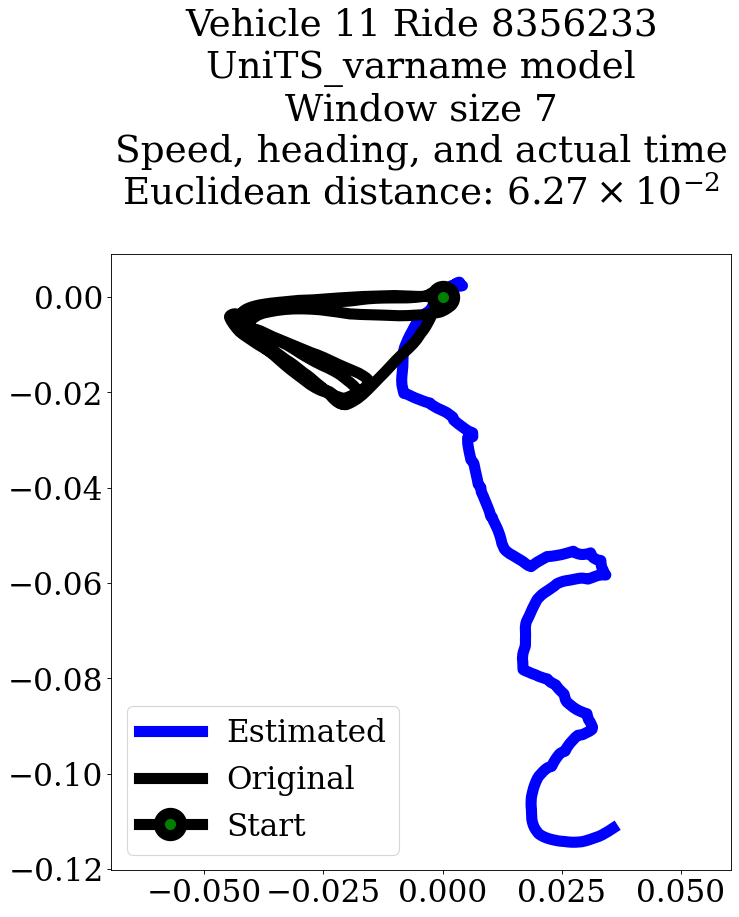 Vehicle 11 Ride 8356233
UniTS_varname model
Window size 7
Speed, heading, and actual time
Euclidean distance: 6.27 × 10⁻²
0.00
−0.02
−0.04
−0.06
−0.08
−0.10
−0.12
Estimated
Original
Start
−0.050 −0.025 0.000 0.025 0.050